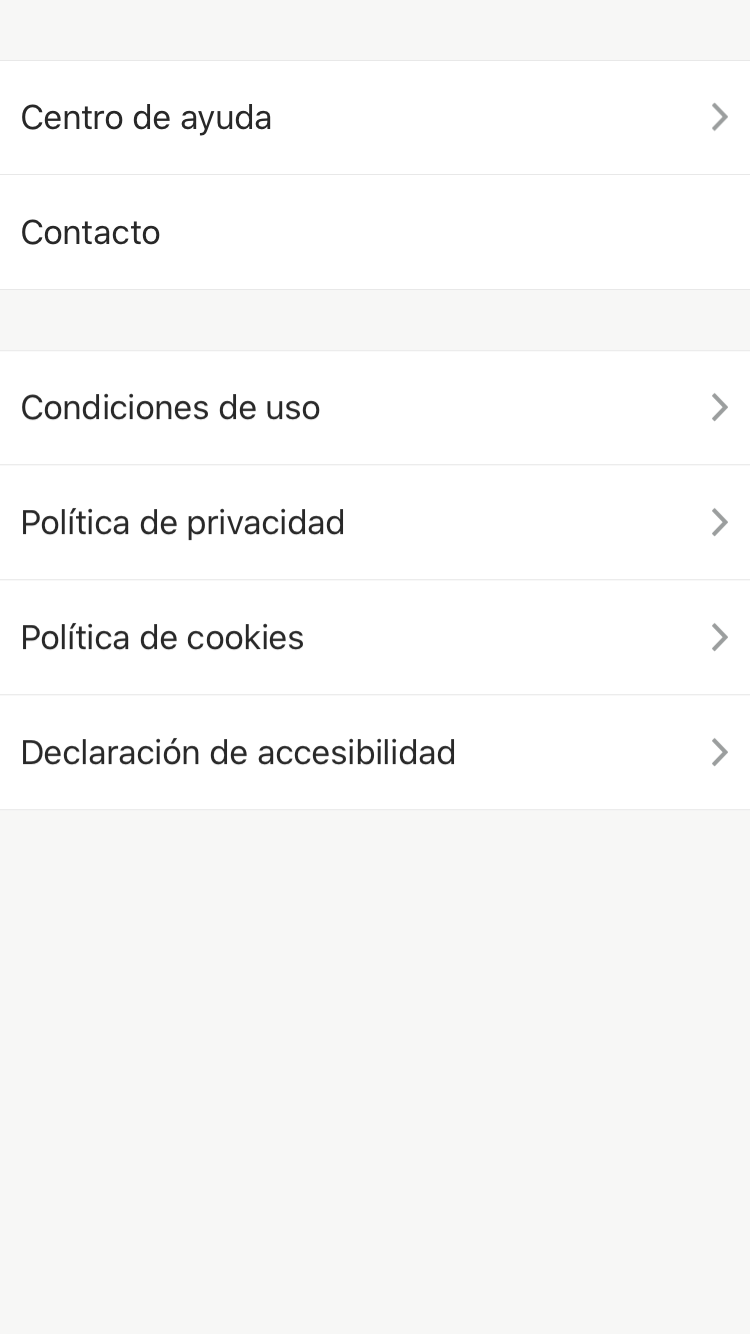 Centro de ayuda
Contacto
Condiciones de uso
Política de privacidad
Política de cookies
Declaración de accesibilidad